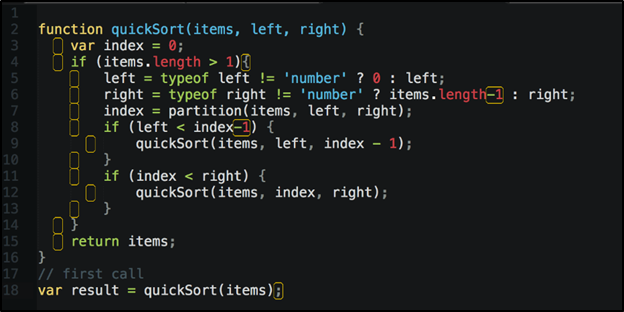 1
2 function quickSort(items, left, right) {
3 var index = 0;
4 if (items.length > 1){
5 left = typeof left != 'number' ? 0 : left;
6 right = typeof right != 'number' ? items.length-1 : right;
7 index = partition(items, left, right);
8 if (left < index-1) {
9 quickSort(items, left, index - 1);
10 }
11 if (index < right) {
12 quickSort(items, index, right);
13 }
14 }
15 return items;
16 }
17 // first call
18 var result = quickSort(items);